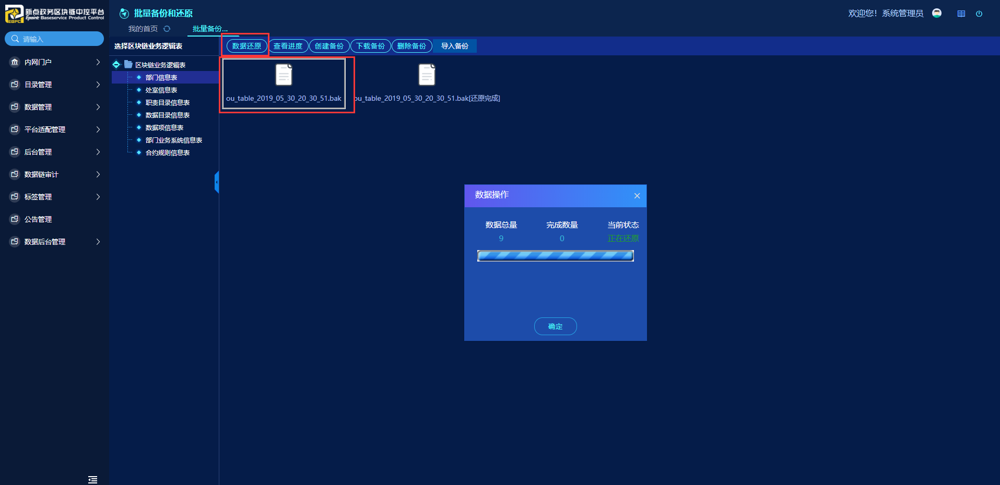 新点政务区块链中控平台
Epoint Baseservice Product Control
EBPC
批量备份和还原
欢迎您！系统管理员
我的首页
批量备份...
请输入
内网门户
目录管理
数据管理
平台适配管理
后台管理
数据链审计
标签管理
公告管理
数据后台管理
选择区块链业务逻辑表
区块链业务逻辑表
部门信息表
处室信息表
职责目录信息表
数据目录信息表
数据项信息表
部门业务系统信息表
合约规则信息表
数据还原 查看进度 创建备份 下载备份 删除备份 导入备份
ou_table_2019_05_30_20_30_51.bak
ou_table_2019_05_30_20_30_51.bak[还原完成]
数据操作
数据总量 完成数量 当前状态
9 0 正在还原
确定